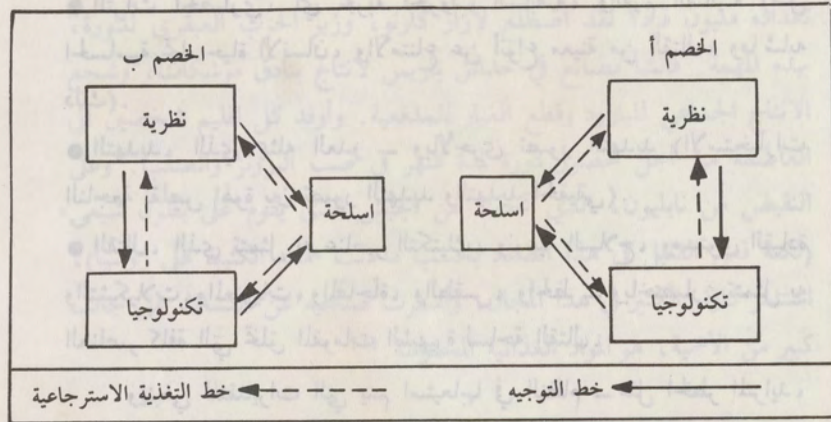 الخصم أ
الخصم ب
نظرية
نظرية
اسلحة
اسلحة
تكنولوجيا
تكنولوجيا
خط التوجيه
خط التغذية الاسترجاعية